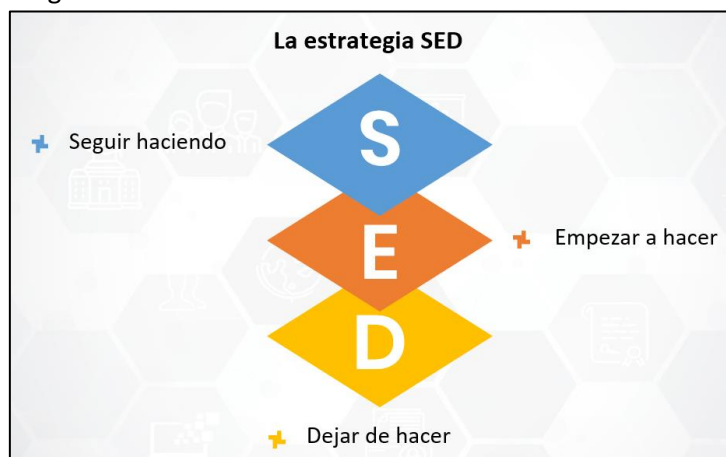 La estrategia SED
S
Seguir haciendo
E
Empezar a hacer
D
Dejar de hacer